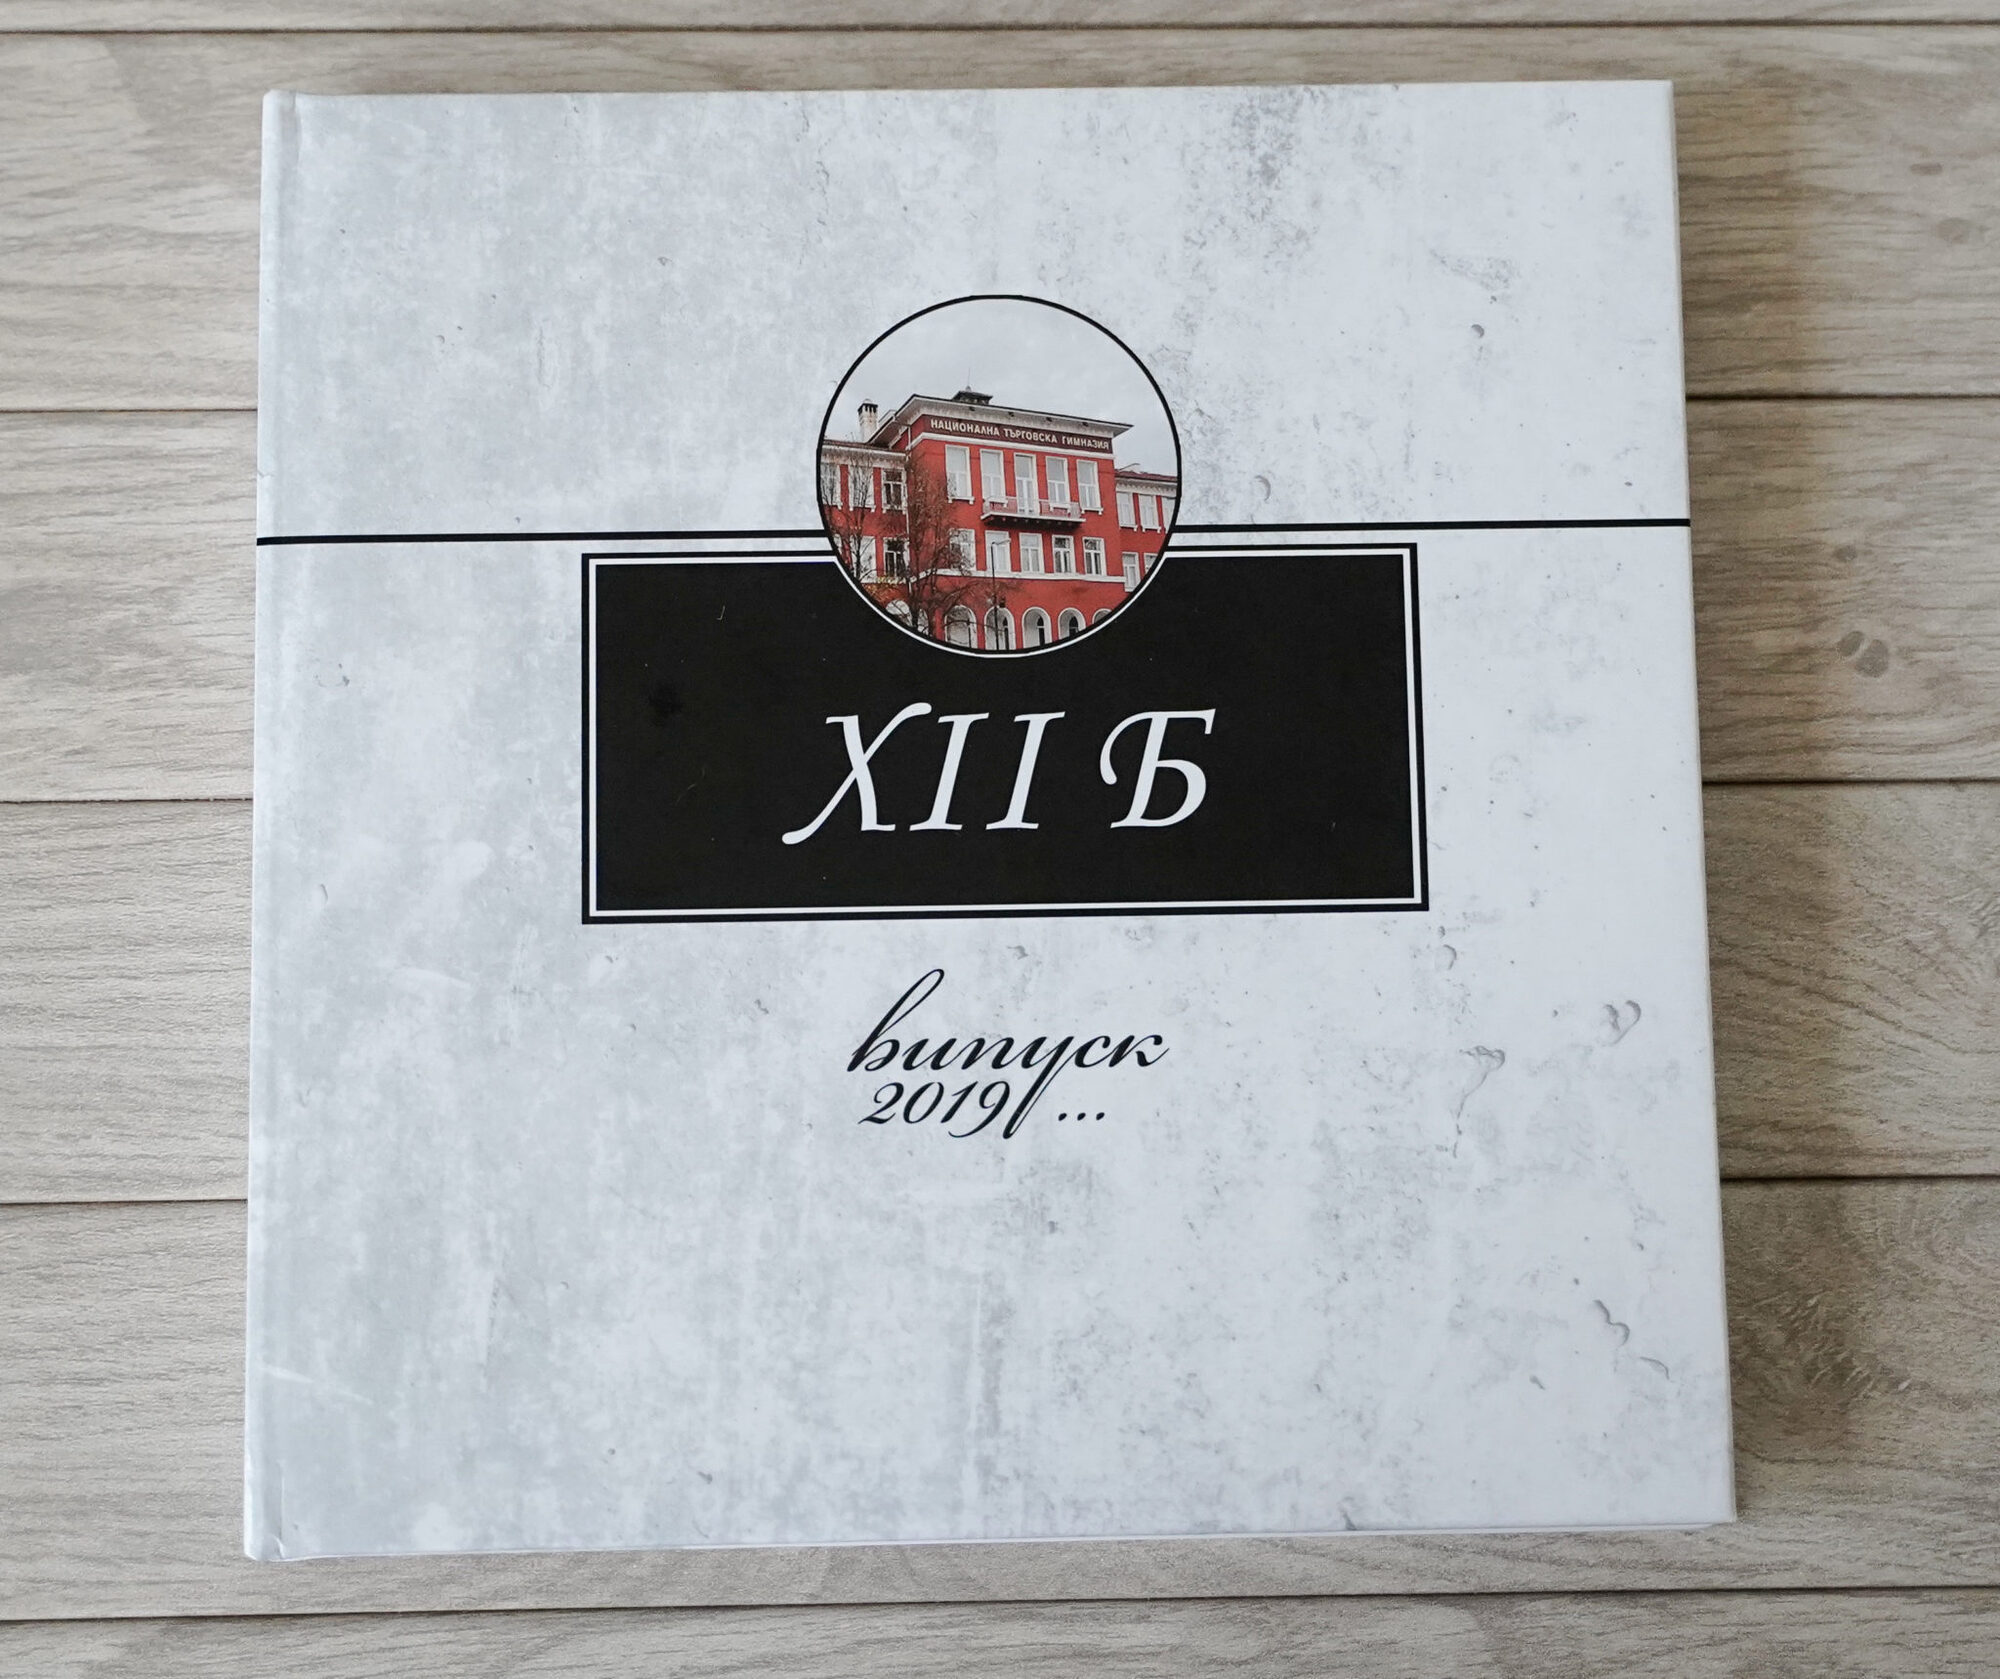 НАЦИОНАЛНА ТЪРГОВСКА ГИМНАЗИЯ
XII Б
випуск
2019 ...